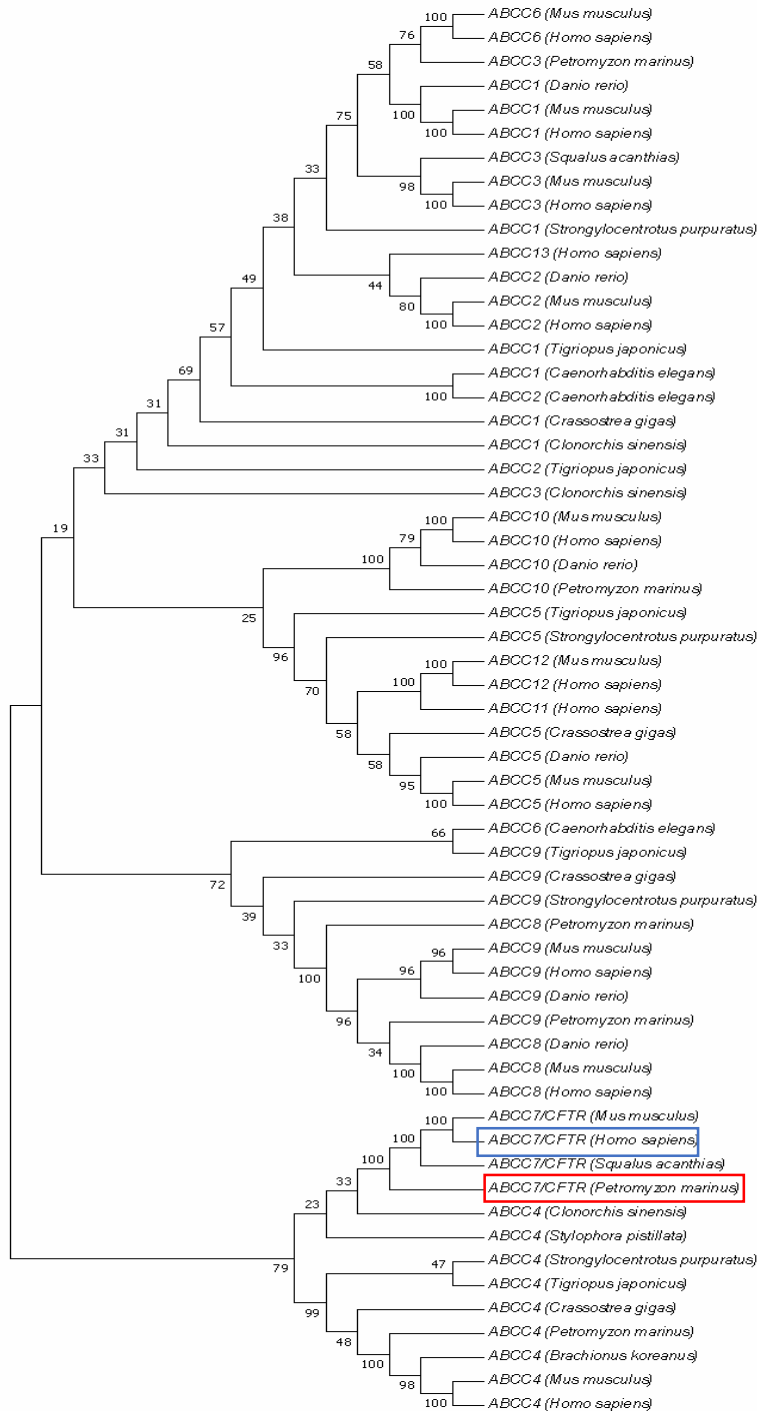 100 ABCC6 (Mus musculus)
76 ABCC6 (Homo sapiens)
58 ABCC3 (Petromyzon marinus)
ABCC1 (Danio rerio)
75 100 ABCC1 (Mus musculus)
100 ABCC1 (Homo sapiens)
33 ABCC3 (Squalus acanthias)
98 ABCC3 (Mus musculus)
38 100 ABCC3 (Homo sapiens)
ABCC1 (Strongylocentrotus purpuratus)
ABCC13 (Homo sapiens)
49 44 ABCC2 (Danio rerio)
80 ABCC2 (Mus musculus)
57 100 ABCC2 (Homo sapiens)
ABCC1 (Tigriopus japonicus)
69 ABCC1 (Caenorhabditis elegans)
100 ABCC2 (Caenorhabditis elegans)
31 ABCC1 (Crassostrea gigas)
31 ABCC1 (Clonorchis sinensis)
33 ABCC2 (Tigriopus japonicus)
ABCC3 (Clonorchis sinensis)
19 100 ABCC10 (Mus musculus)
79 ABCC10 (Homo sapiens)
100 ABCC10 (Danio rerio)
ABCC10 (Petromyzon marinus)
25 ABCC5 (Tigriopus japonicus)
96 ABCC5 (Strongylocentrotus purpuratus)
70 100 ABCC12 (Mus musculus)
100 ABCC12 (Homo sapiens)
ABCC11 (Homo sapiens)
58 ABCC5 (Crassostrea gigas)
58 ABCC5 (Danio rerio)
95 ABCC5 (Mus musculus)
100 ABCC5 (Homo sapiens)
66 ABCC6 (Caenorhabditis elegans)
ABCC9 (Tigriopus japonicus)
72 ABCC9 (Crassostrea gigas)
39 ABCC9 (Strongylocentrotus purpuratus)
33 ABCC8 (Petromyzon marinus)
96 ABCC9 (Mus musculus)
100 96 ABCC9 (Homo sapiens)
ABCC9 (Danio rerio)
96 ABCC9 (Petromyzon marinus)
34 ABCC8 (Danio rerio)
100 ABCC8 (Mus musculus)
100 ABCC8 (Homo sapiens)
100 ABCC7/CFTR (Mus musculus)
100 ABCC7/CFTR (Homo sapiens)
100 ABCC7/CFTR (Squalus acanthias)
33 ABCC7/CFTR (Petromyzon marinus)
23 ABCC4 (Clonorchis sinensis)
ABCC4 (Stylophora pistillata)
79 47 ABCC4 (Strongylocentrotus purpuratus)
ABCC4 (Tigriopus japonicus)
99 ABCC4 (Crassostrea gigas)
48 ABCC4 (Petromyzon marinus)
100 ABCC4 (Brachionus koreanus)
98 ABCC4 (Mus musculus)
100 ABCC4 (Homo sapiens)